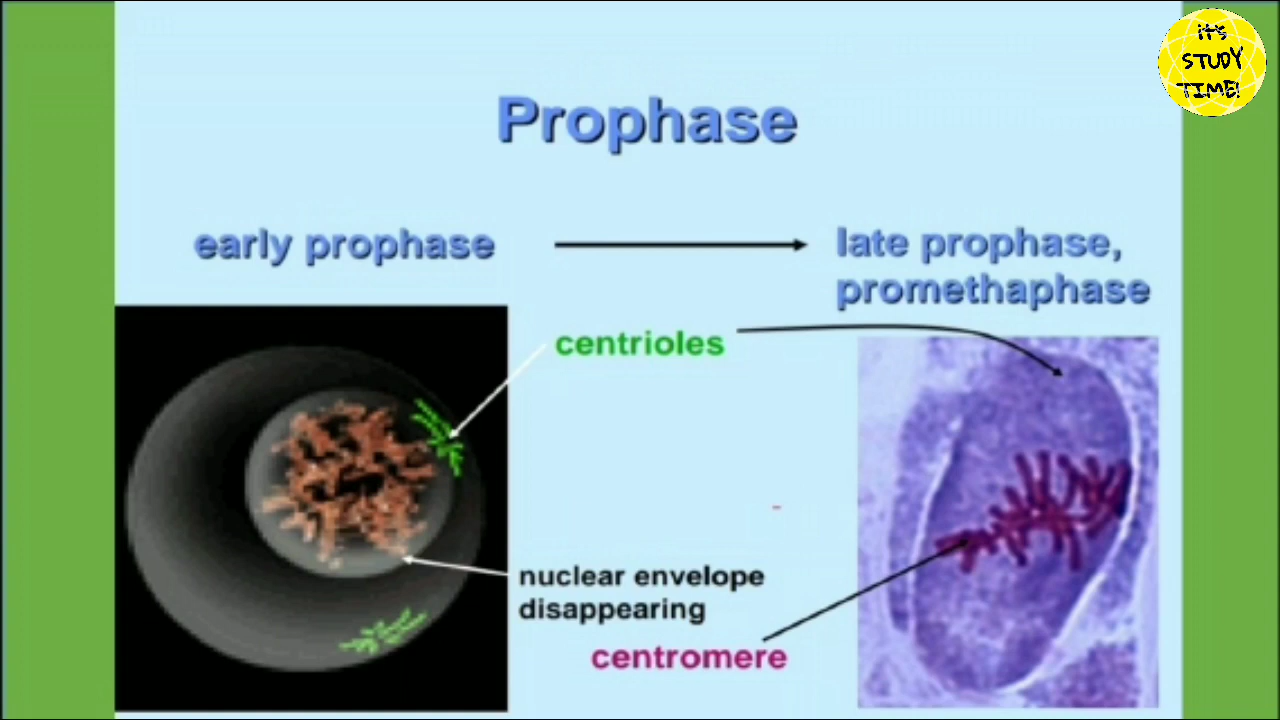 It's
STUDY
TIME!
Prophase
early prophase
late prophase,
promethaphase
centrioles
nuclear envelope
disappearing
centromere